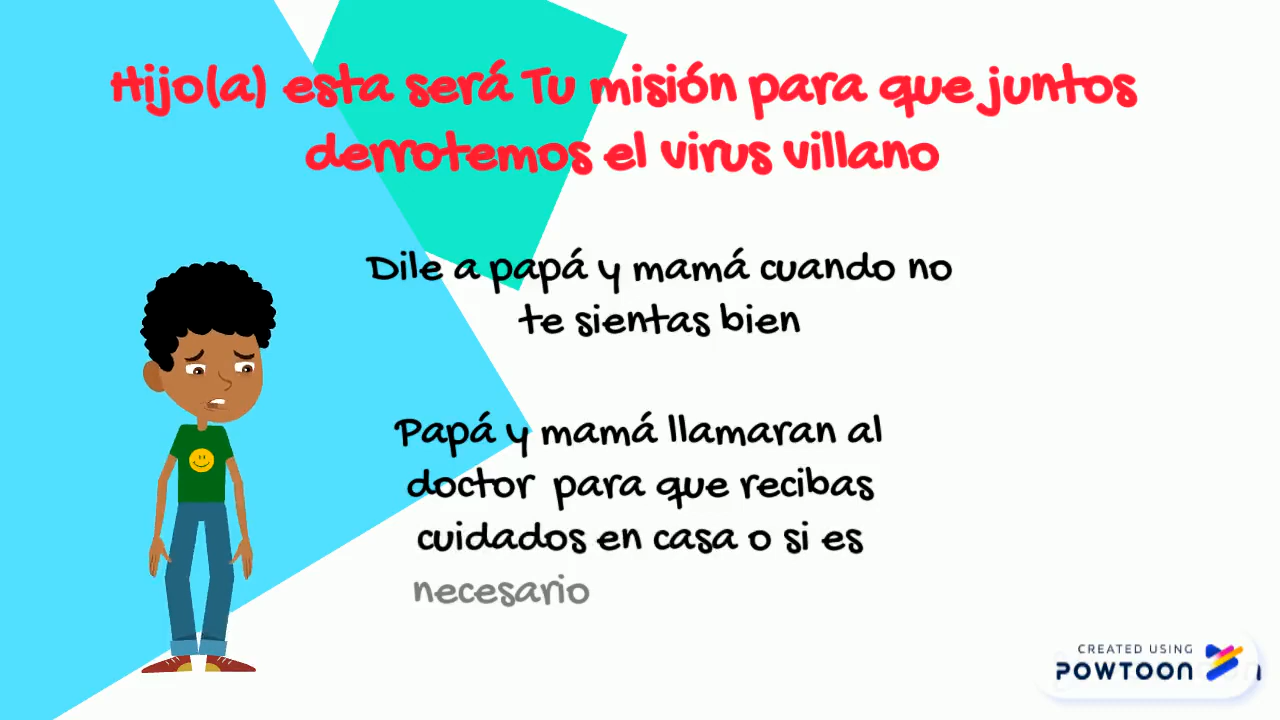 Hijo(a) esta será Tu misión para que juntos
derrotemos el virus villano
Dile a papá y mamá cuando no
te sientas bien
Papá y mamá llamaran al
doctor para que recibas
cuidados en casa o si es
necesario
CREATED USING
POWTOON